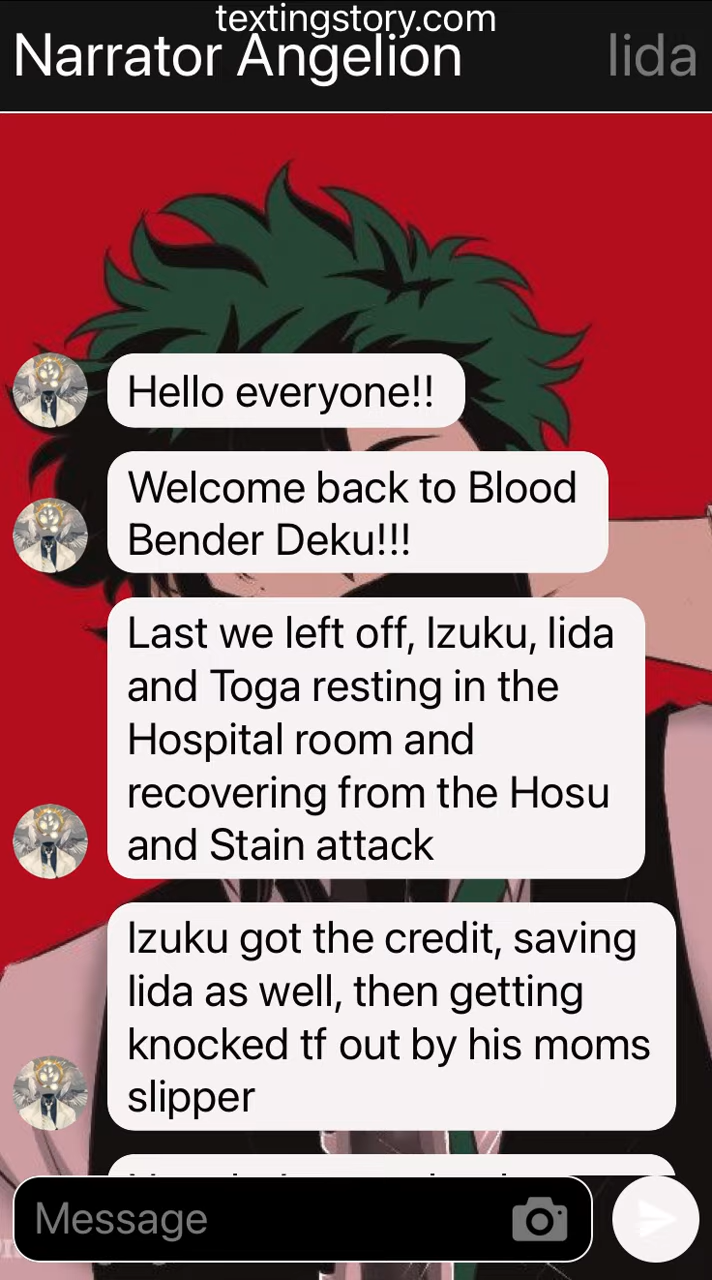 textingstory.com
Narrator Angelion Iida
Hello everyone!!
Welcome back to Blood
Bender Deku!!!
Last we left off, Izuku, Iida
and Toga resting in the
Hospital room and
recovering from the Hosu
and Stain attack
Izuku got the credit, saving
Iida as well, then getting
knocked tf out by his moms
slipper
Message